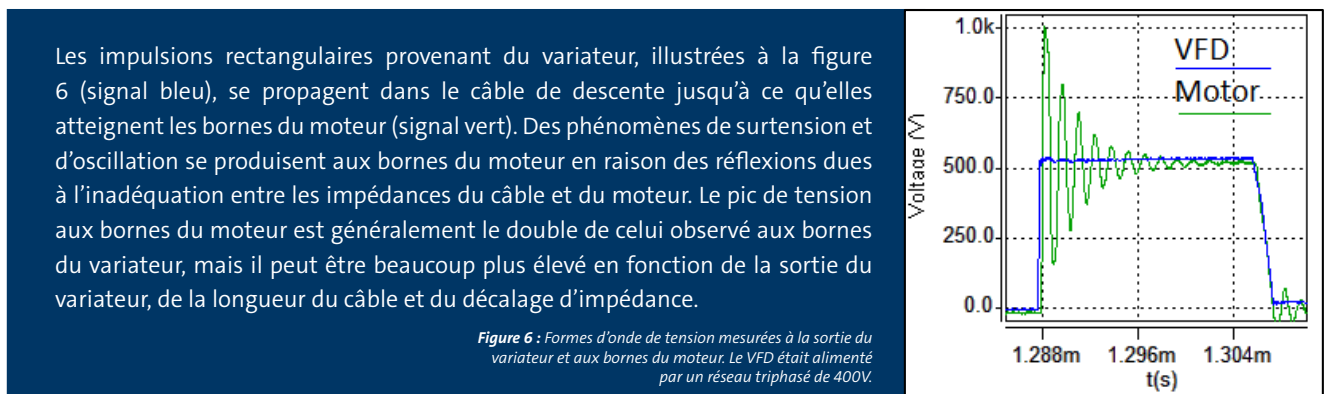 Les impulsions rectangulaires provenant du variateur, illustrées à la figure
6 (signal bleu), se propagent dans le câble de descente jusqu'à ce qu'elles
atteignent les bornes du moteur (signal vert). Des phénomènes de surtension et
d'oscillation se produisent aux bornes du moteur en raison des réflexions dues
à l'inadéquation entre les impédances du câble et du moteur. Le pic de tension
aux bornes du moteur est généralement le double de celui observé aux bornes
du variateur, mais il peut être beaucoup plus élevé en fonction de la sortie du
variateur, de la longueur du câble et du décalage d'impédance.
Figure 6 : Formes d'onde de tension mesurées à la sortie du
variateur et aux bornes du moteur. Le VFD était alimenté
par un réseau triphasé de 400V.
VFD
Motor
Voltage (V)
1.0k
750.0
500.0
250.0
0.0
1.288m 1.296m 1.304m
t(s)